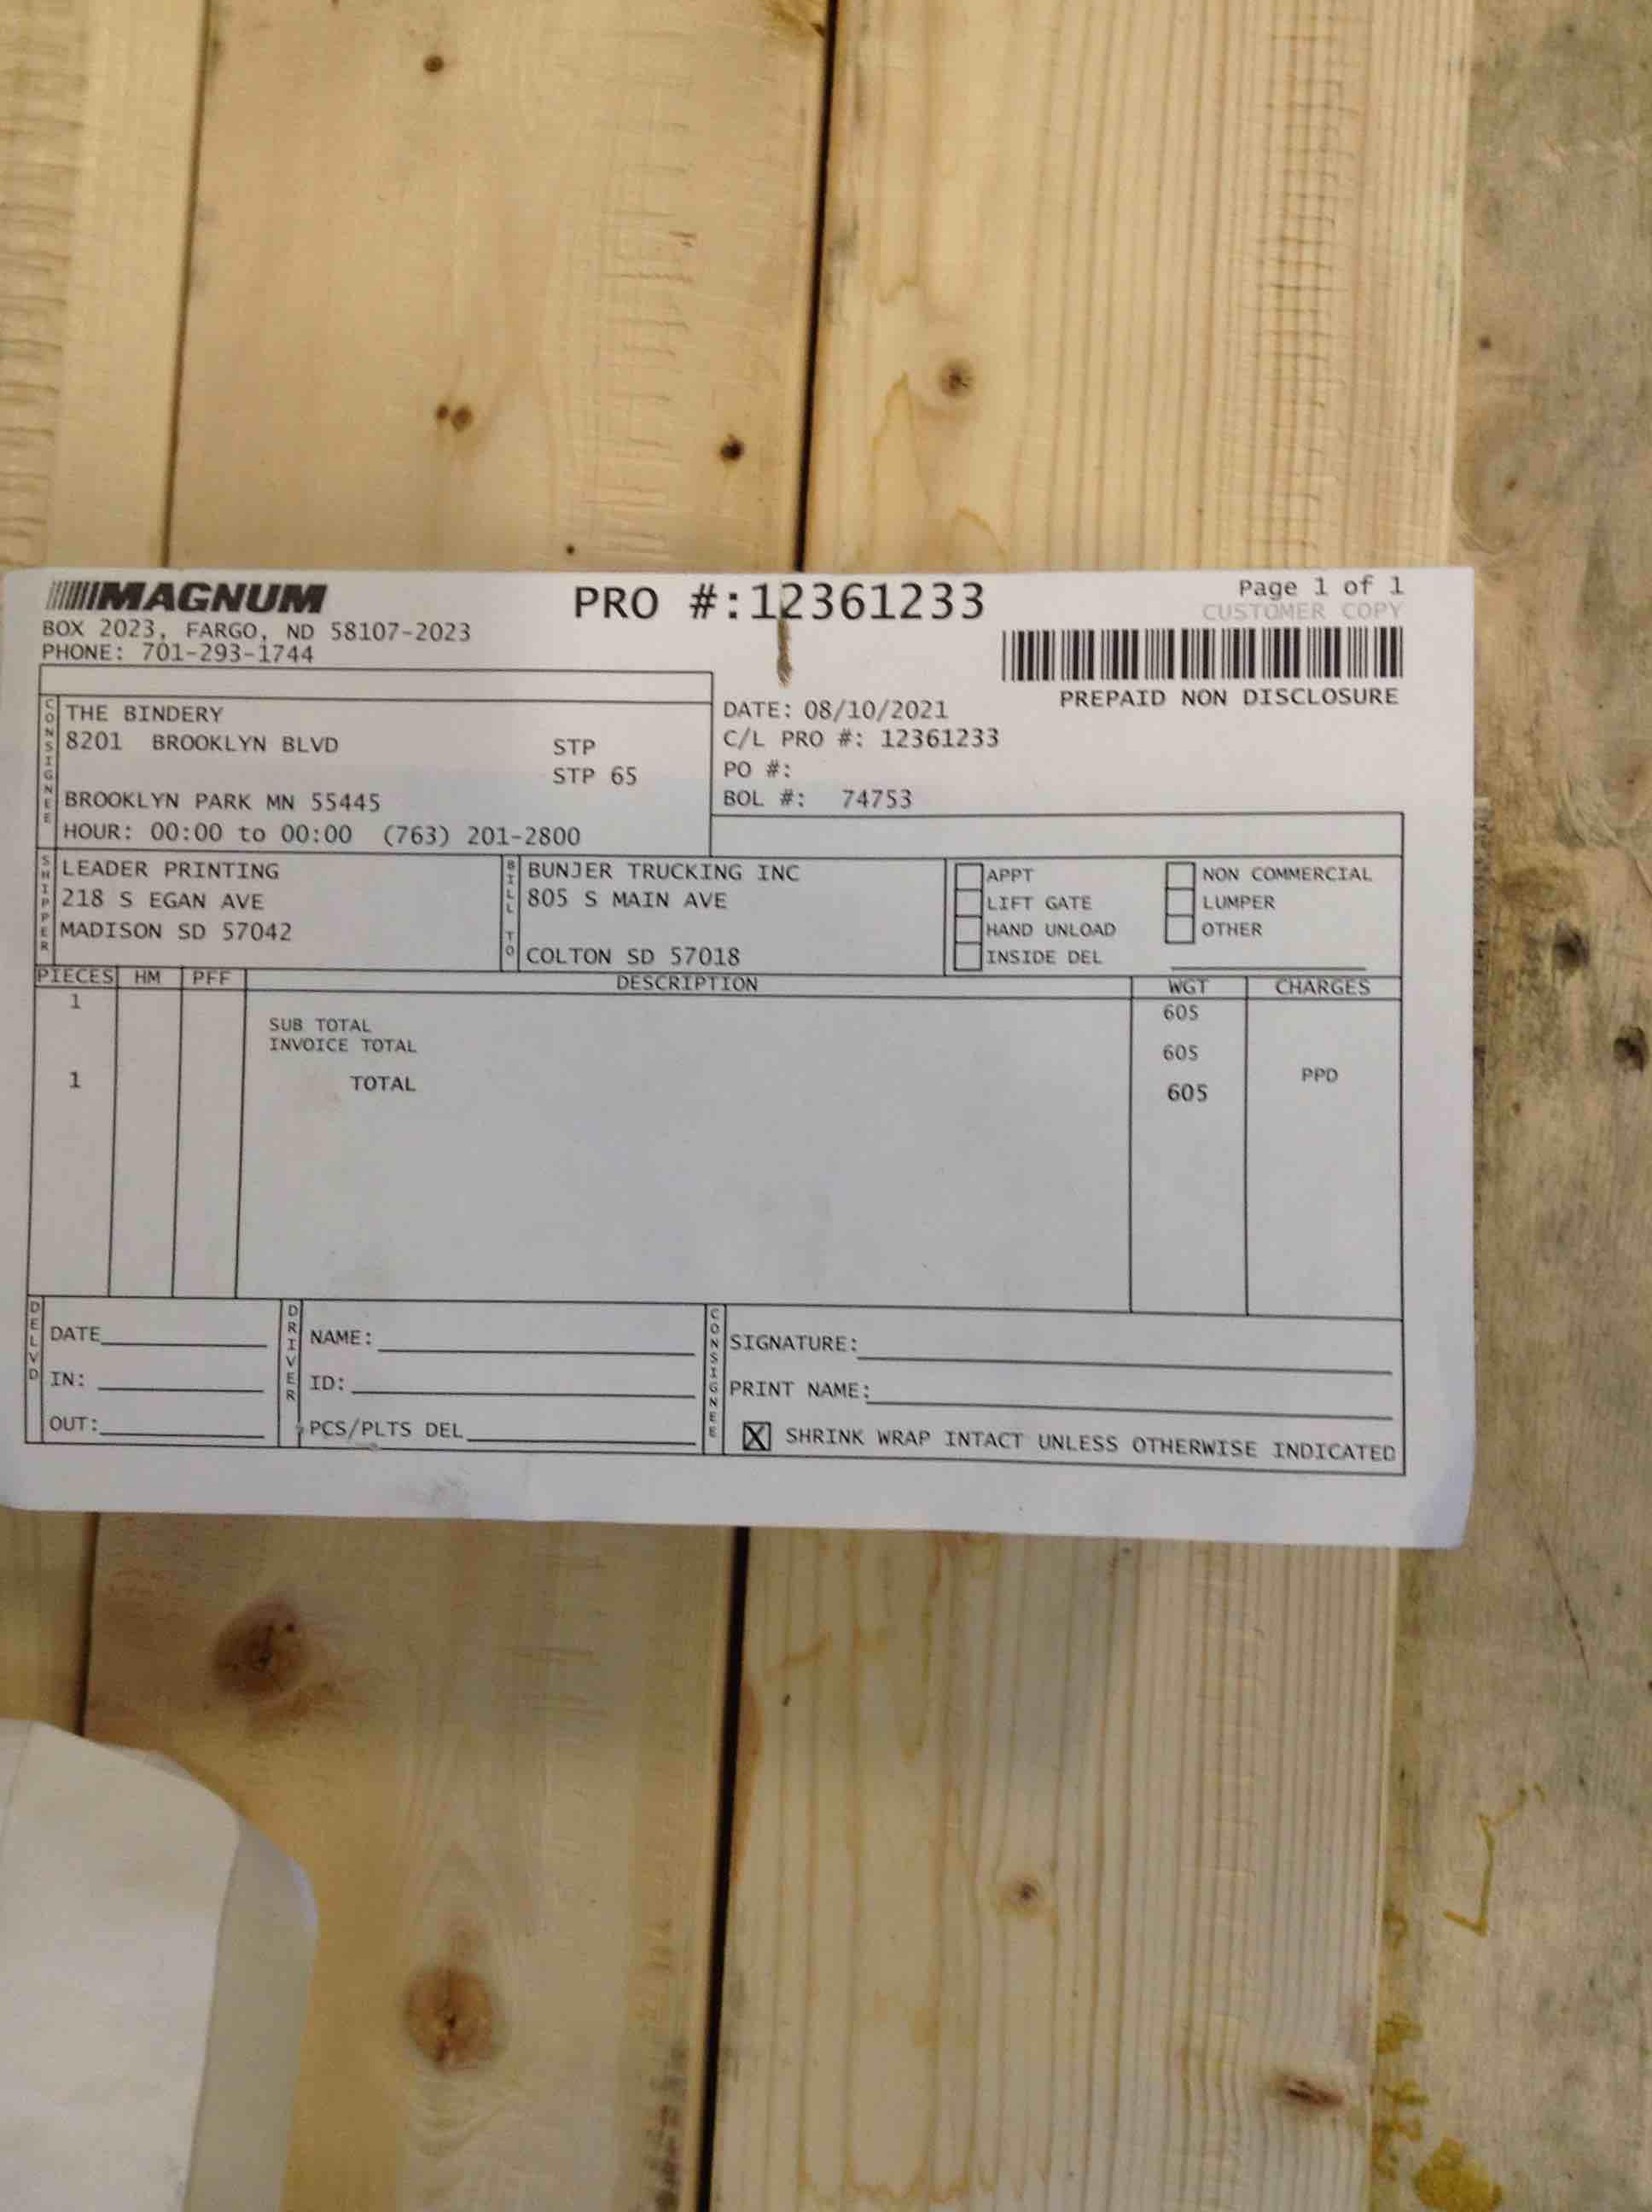 MAGNUM
PRO #:12361233
Page 1 of 1
CUSTOMER COPY
BOX 2023, FARGO, ND 58107-2023
PHONE: 701-293-1744
PREPAID NON DISCLOSURE
CONSIGNEE
THE BINDERY
8201 BROOKLYN BLVD STP
STP 65
BROOKLYN PARK MN 55445
HOUR: 00:00 to 00:00 (763) 201-2800
DATE: 08/10/2021
C/L PRO #: 12361233
PO #:
BOL #: 74753
SHIPPER
LEADER PRINTING
218 S EGAN AVE
MADISON SD 57042
BILL TO
BUNJER TRUCKING INC
805 S MAIN AVE
COLTON SD 57018
APPT
LIFT GATE
HAND UNLOAD
INSIDE DEL
NON COMMERCIAL
LUMPER
OTHER
PIECES HM PFF DESCRIPTION WGT CHARGES
1 605
SUB TOTAL
INVOICE TOTAL 605
PPD
1 TOTAL 605
DELVD
DATE
IN:
OUT:
DRIVER
NAME:
ID:
PCS/PLTS DEL
CONSIGNEE
SIGNATURE:
PRINT NAME:
X SHRINK WRAP INTACT UNLESS OTHERWISE INDICATED